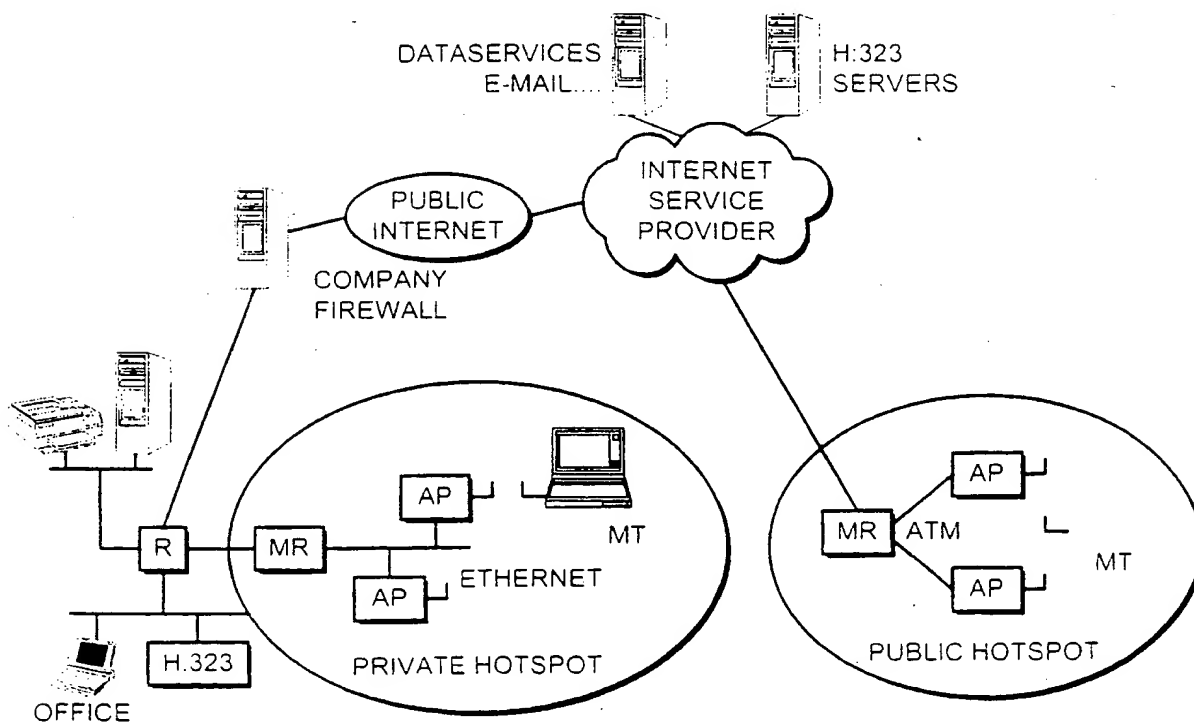 DATASERVICES
E-MAIL....
H:323
SERVERS
INTERNET
SERVICE
PROVIDER
PUBLIC
INTERNET
COMPANY
FIREWALL
AP
MT
R
MR
ETHERNET
AP
H.323
OFFICE
PRIVATE HOTSPOT
AP
MR
ATM
MT
AP
PUBLIC HOTSPOT